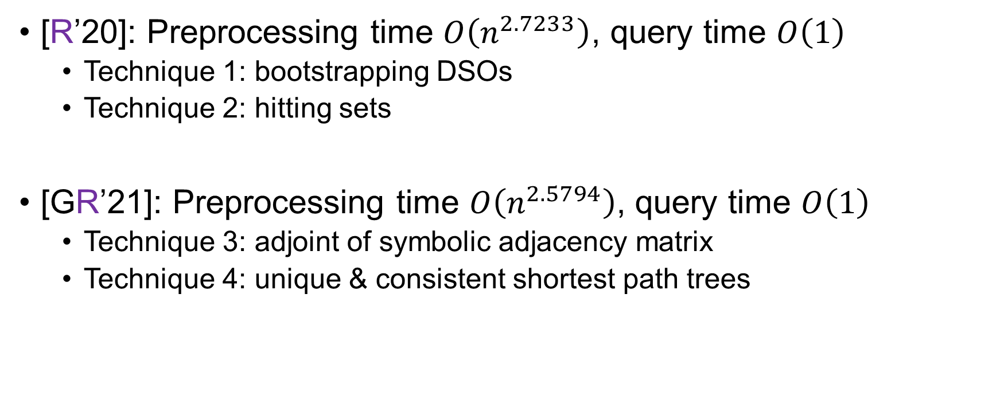 • [R’20]: Preprocessing time 𝑂(𝑛^2.7233), query time 𝑂(1)
• Technique 1: bootstrapping DSOs
• Technique 2: hitting sets
• [GR’21]: Preprocessing time 𝑂(𝑛^2.5794), query time 𝑂(1)
• Technique 3: adjoint of symbolic adjacency matrix
• Technique 4: unique & consistent shortest path trees